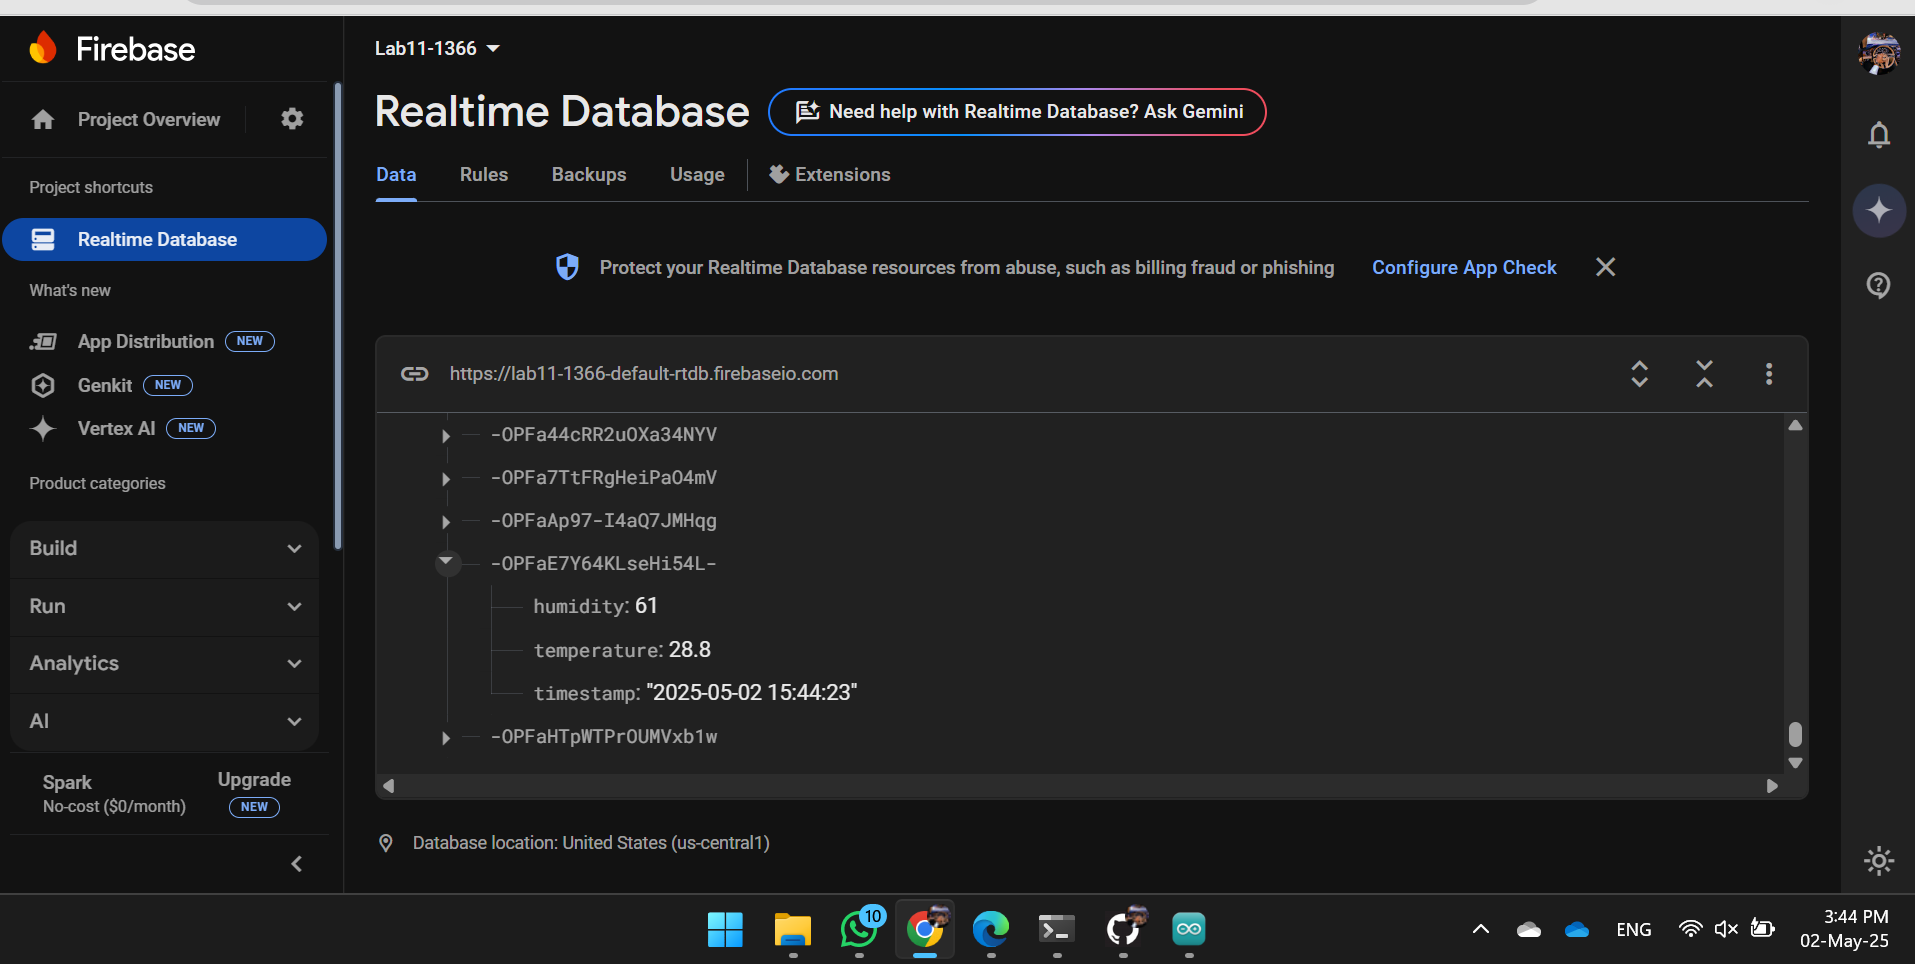 Firebase
Project Overview
Project shortcuts
Realtime Database
What's new
App Distribution NEW
Genkit NEW
Vertex AI NEW
Product categories
Build
Run
Analytics
AI
Spark
No-cost ($0/month)
Upgrade
NEW
Lab11-1366
Realtime Database
Need help with Realtime Database? Ask Gemini
Data Rules Backups Usage Extensions
Protect your Realtime Database resources from abuse, such as billing fraud or phishing Configure App Check
https://lab11-1366-default-rtdb.firebaseio.com
-OPFa44cRR2uOXa34NYV
-OPFa7TtFRgHeiPaO4mV
-OPFaAp97-I4aQ7JMHqg
-OPFaE7Y64KLseHi54L-
humidity: 61
temperature: 28.8
timestamp: "2025-05-02 15:44:23"
-OPFaHTpWTPrOUMVxb1w
Database location: United States (us-central1)
10
ENG
3:44 PM
02-May-25